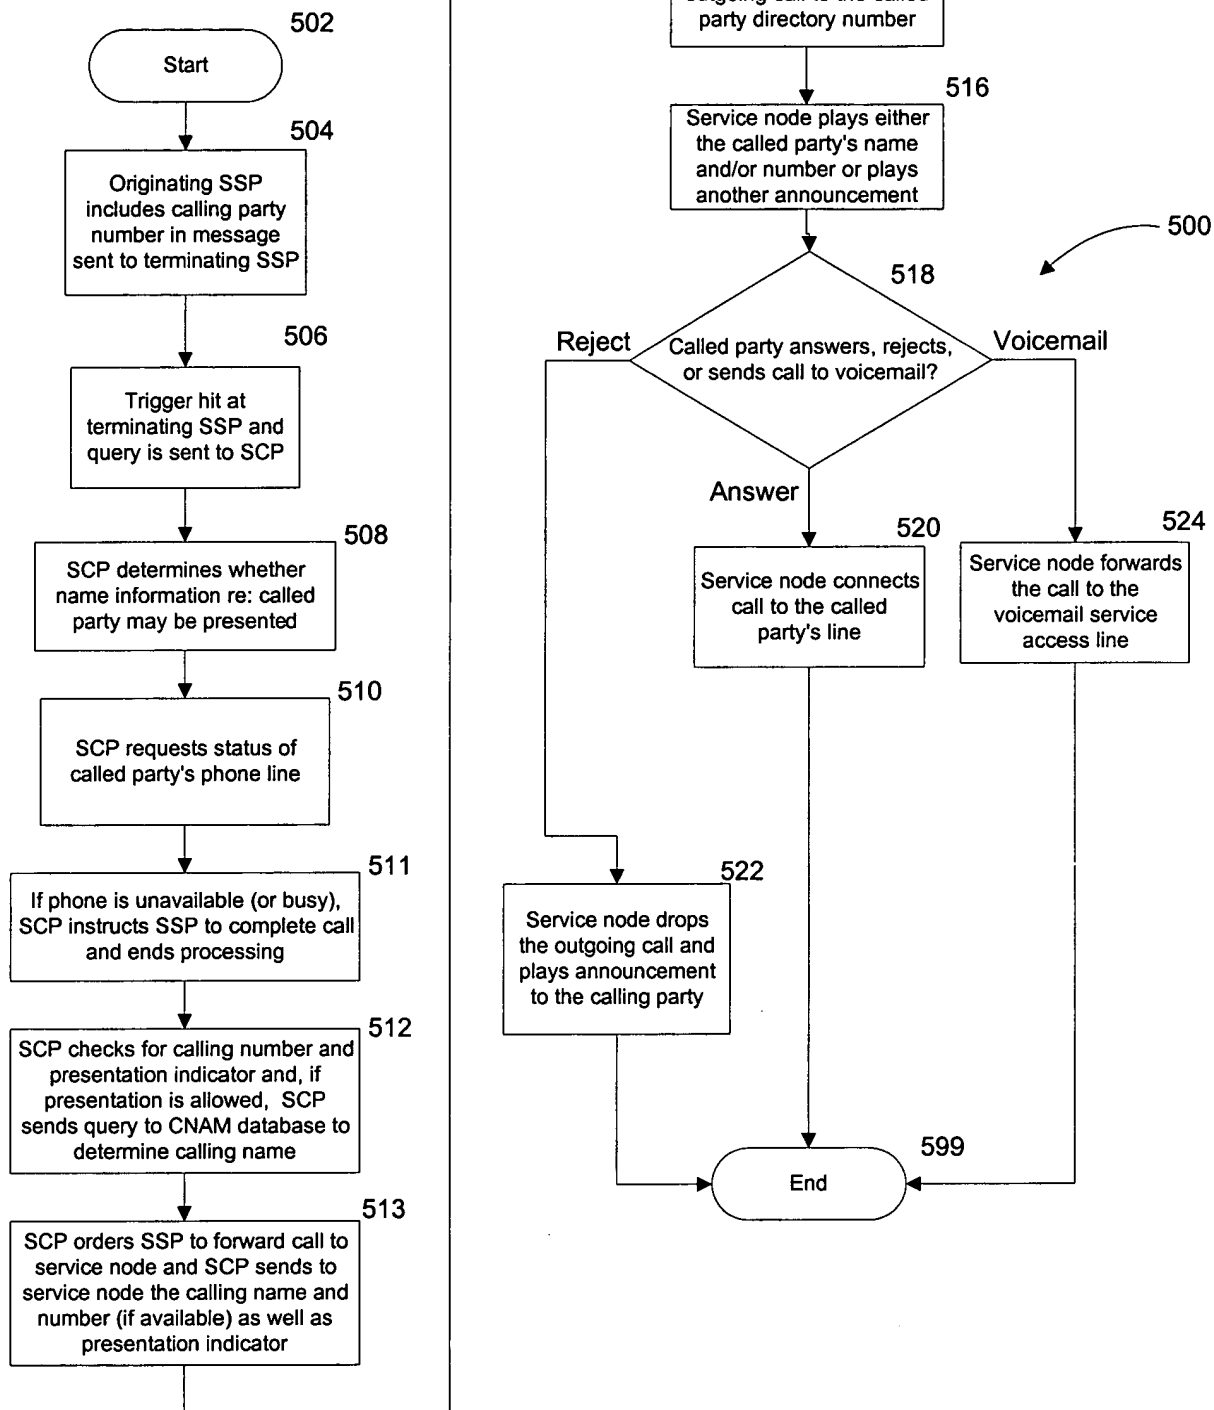 502
Start
504
Originating SSP
includes calling party
number in message
sent to terminating SSP
506
Trigger hit at
terminating SSP and
query is sent to SCP
508
SCP determines whether
name information re: called
party may be presented
510
SCP requests status of
called party's phone line
511
If phone is unavailable (or busy),
SCP instructs SSP to complete call
and ends processing
512
SCP checks for calling number and
presentation indicator and, if
presentation is allowed, SCP
sends query to CNAM database to
determine calling name
513
SCP orders SSP to forward call to
service node and SCP sends to
service node the calling name and
number (if available) as well as
presentation indicator
outgoing call to the called
party directory number
516
Service node plays either
the called party's name
and/or number or plays
another announcement
500
518
Called party answers, rejects,
or sends call to voicemail?
Reject
Voicemail
Answer
520
Service node connects
call to the called
party's line
524
Service node forwards
the call to the
voicemail service
access line
522
Service node drops
the outgoing call and
plays announcement
to the calling party
599
End